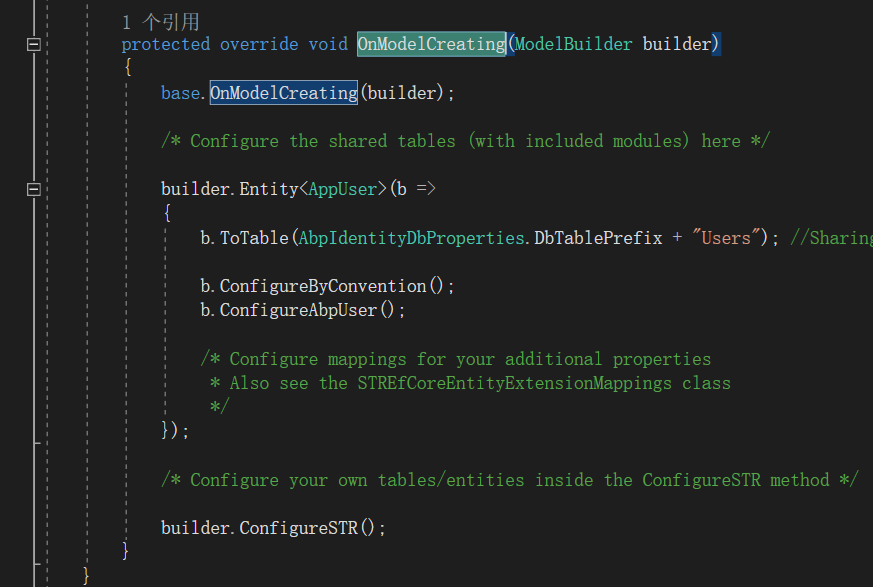 1 个引用
protected override void OnModelCreating(ModelBuilder builder)
{
base.OnModelCreating(builder);
/* Configure the shared tables (with included modules) here */
builder.Entity<AppUser>(b =>
{
b.ToTable(AbpIdentityDbProperties.DbTablePrefix + "Users"); //Sharing
b.ConfigureByConvention();
b.ConfigureAbpUser();
/* Configure mappings for your additional properties
* Also see the STREfCoreEntityExtensionMappings class
*/
});
/* Configure your own tables/entities inside the ConfigureSTR method */
builder.ConfigureSTR();
}
}